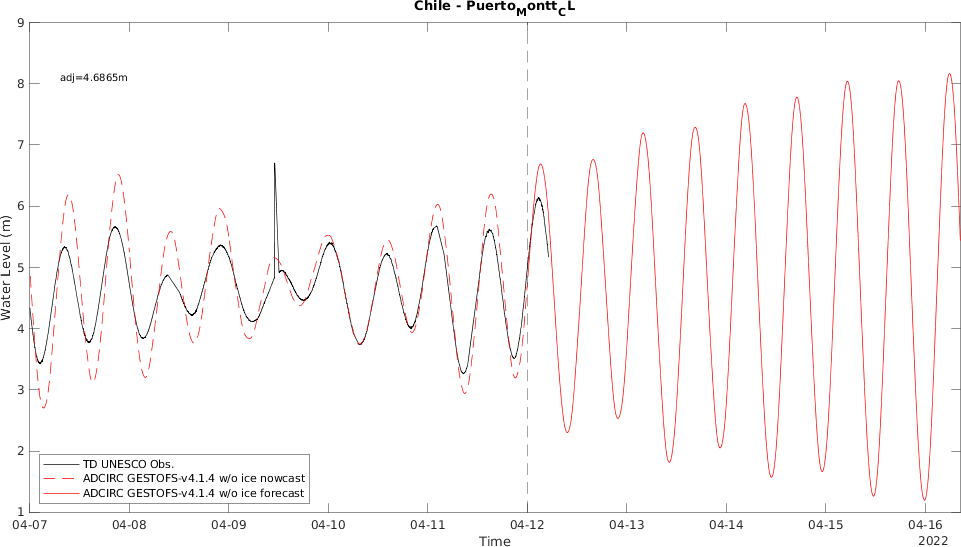 Chile - PuertoMonttCL
9
8
7
6
5
4
3
2
1
Water Level (m)
adj=4.6865m
TD UNESCO Obs.
ADCIRC GESTOFS-v4.1.4 w/o ice nowcast
ADCIRC GESTOFS-v4.1.4 w/o ice forecast
04-07 04-08 04-09 04-10 04-11 04-12 04-13 04-14 04-15 04-16
Time
2022